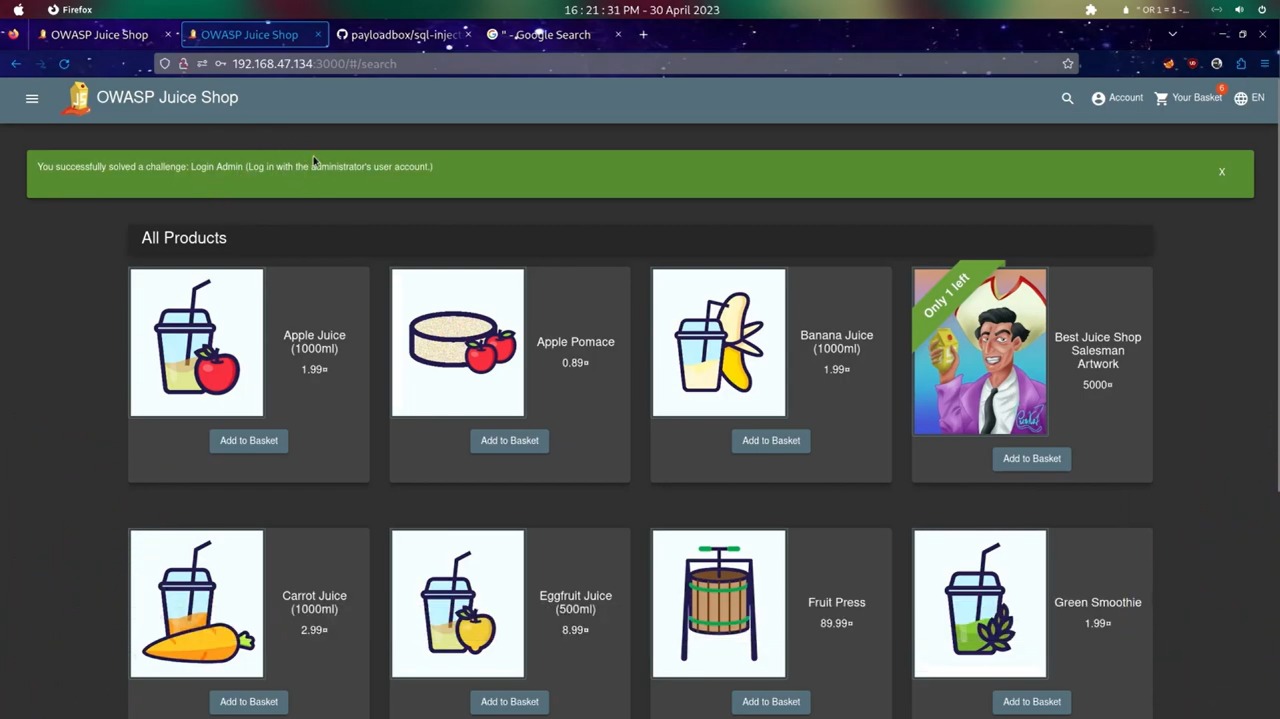 Firefox
16 : 21 : 31 PM - 30 April 2023
" OR 1 = 1 -...
OWASP Juice Shop
OWASP Juice Shop
payloadbox/sql-inject
" - Google Search
192.168.47.134:3000/#/search
OWASP Juice Shop
Account
Your Basket
6
EN
You successfully solved a challenge: Login Admin (Log in with the administrator's user account.)
X
All Products
Apple Juice
(1000ml)
1.99¤
Add to Basket
Apple Pomace
0.89¤
Add to Basket
Banana Juice
(1000ml)
1.99¤
Add to Basket
Only 1 left
Best Juice Shop
Salesman
Artwork
5000¤
Add to Basket
Carrot Juice
(1000ml)
2.99¤
Add to Basket
Eggfruit Juice
(500ml)
8.99¤
Add to Basket
Fruit Press
89.99¤
Add to Basket
Green Smoothie
1.99¤
Add to Basket